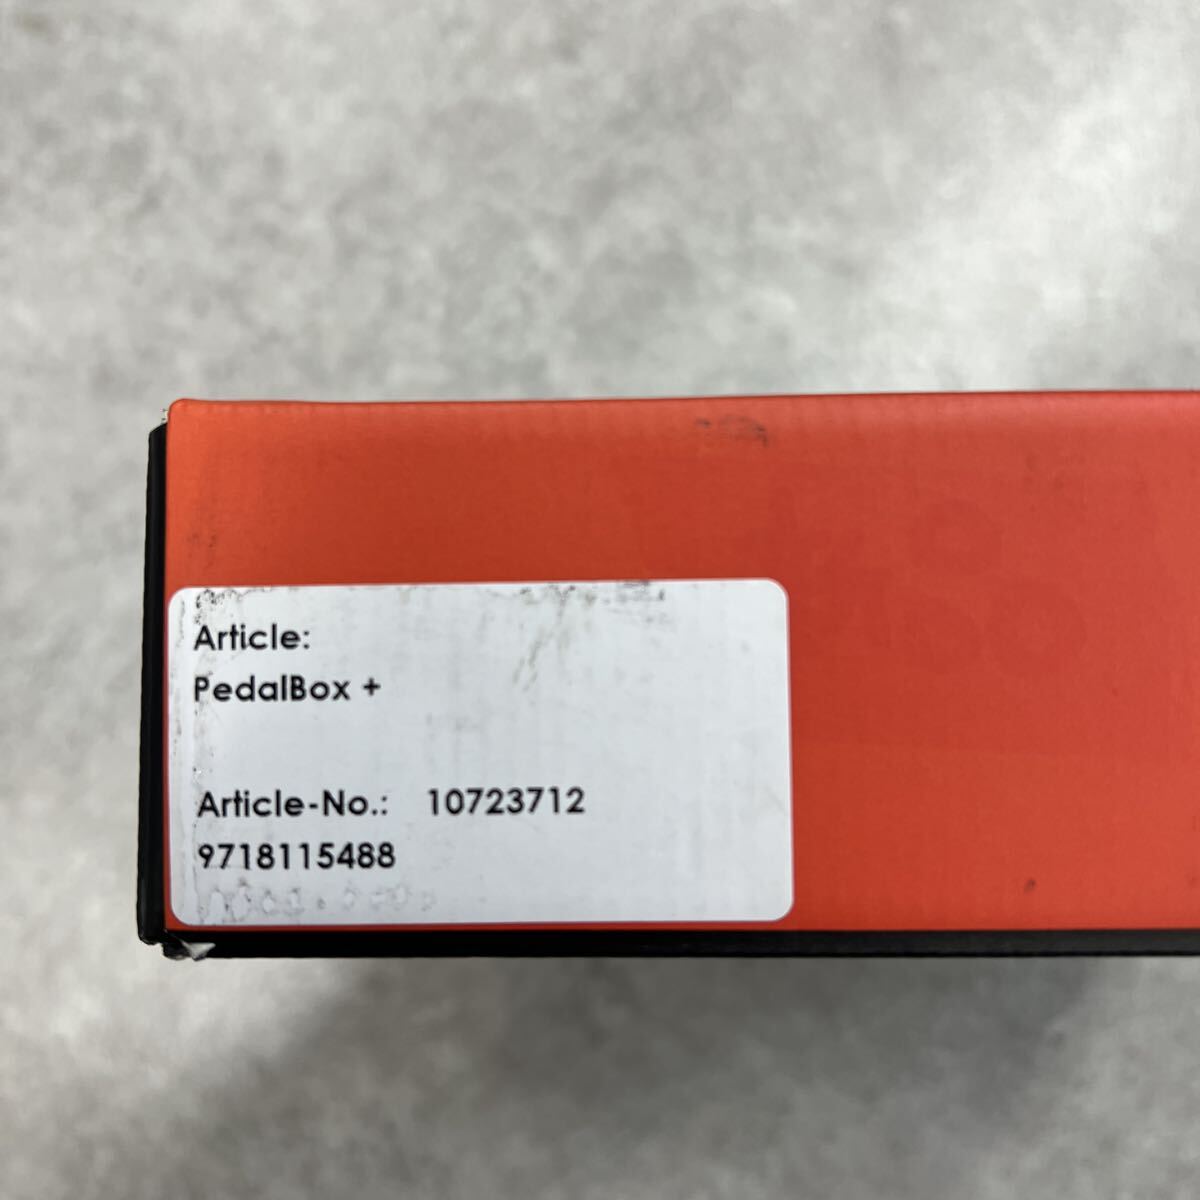 Article:
PedalBox +
Article-No.: 10723712
9718115488